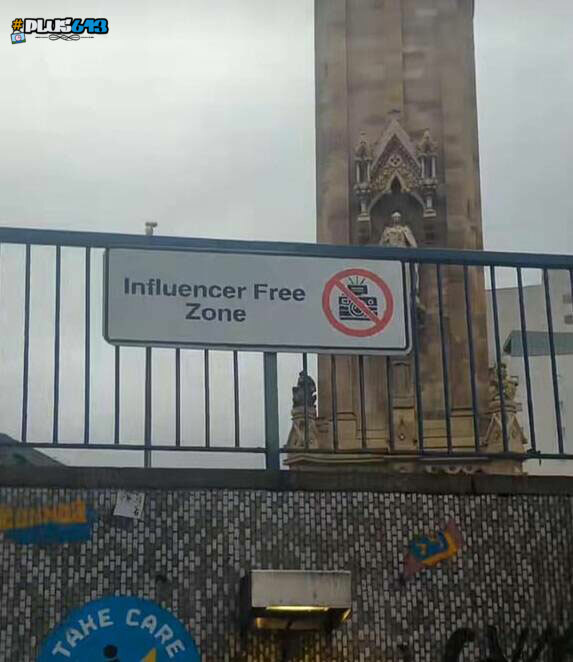 #PLUS613
Influencer Free
Zone
TAKE CARE